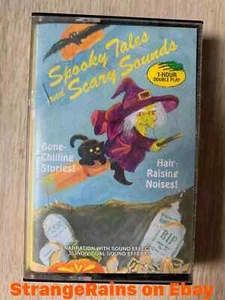 Spooky Tales
and Scary Sounds
1-HOUR
DOUBLE PLAY
Bone-
Chilling
Stories!
Hair-
Raising
Noises!
RIP
NARRATION WITH SOUND EFFECTS
INDIVIDUAL SOUND EFFECTS
StrangeRains on Ebay